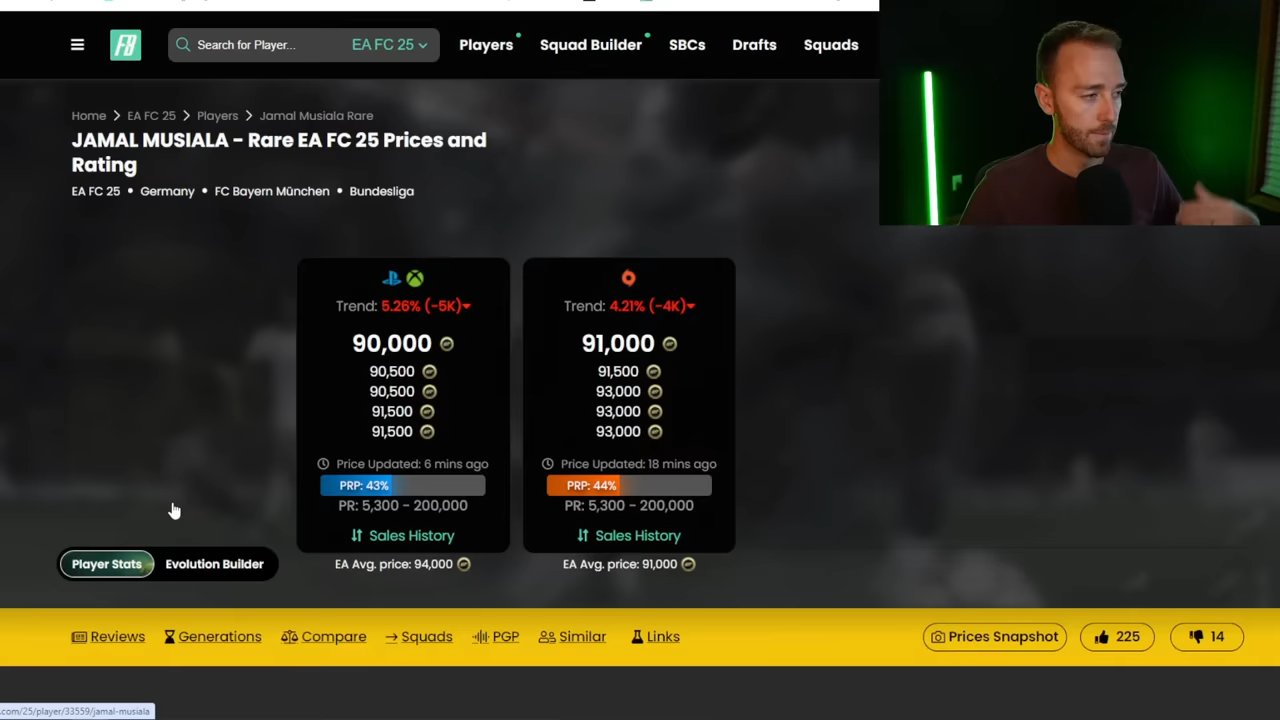 FB
Search for Player...
EA FC 25
Players
Squad Builder
SBCs
Drafts
Squads
Home
EA FC 25
Players
Jamal Musiala Rare
JAMAL MUSIALA - Rare EA FC 25 Prices and
Rating
EA FC 25 • Germany • FC Bayern München • Bundesliga
Trend: 5.26% (-5K)
90,000
90,500
90,500
91,500
91,500
Price Updated: 6 mins ago
PRP: 43%
PR: 5,300 - 200,000
Sales History
EA Avg. price: 94,000
Trend: 4.21% (-4K)
91,000
91,500
93,000
93,000
93,000
Price Updated: 18 mins ago
PRP: 44%
PR: 5,300 - 200,000
Sales History
EA Avg. price: 91,000
Player Stats
Evolution Builder
Reviews
Generations
Compare
Squads
PGP
Similar
Links
Prices Snapshot
225
14
.com/25/player/33559/jamal-musiala